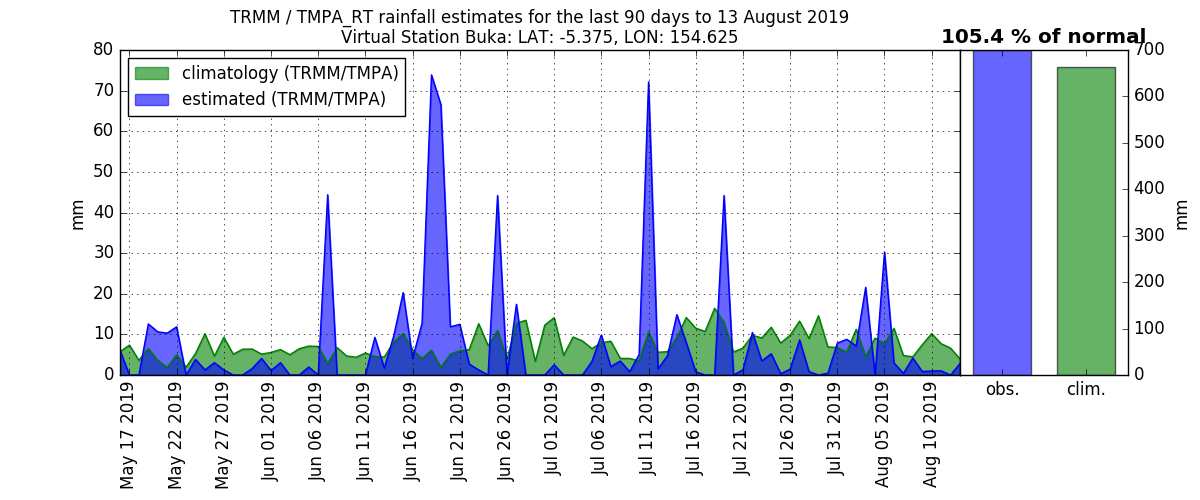 TRMM / TMPA_RT rainfall estimates for the last 90 days to 13 August 2019
Virtual Station Buka: LAT: -5.375, LON: 154.625
105.4 % of normal
climatology (TRMM/TMPA)
estimated (TRMM/TMPA)
80
70
60
50
40
30
20
10
0
mm
May 17 2019
May 22 2019
May 27 2019
Jun 01 2019
Jun 06 2019
Jun 11 2019
Jun 16 2019
Jun 21 2019
Jun 26 2019
Jul 01 2019
Jul 06 2019
Jul 11 2019
Jul 16 2019
Jul 21 2019
Jul 26 2019
Jul 31 2019
Aug 05 2019
Aug 10 2019
obs.
clim.
700
600
500
400
300
200
100
0
mm